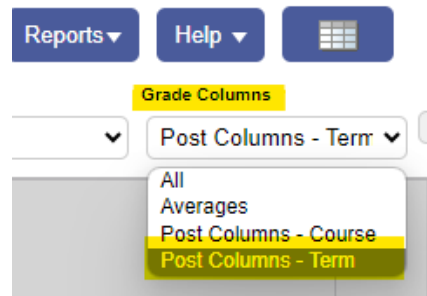 Reports▾ Help ▾
Grade Columns
Post Columns - Term
All
Averages
Post Columns - Course
Post Columns - Term